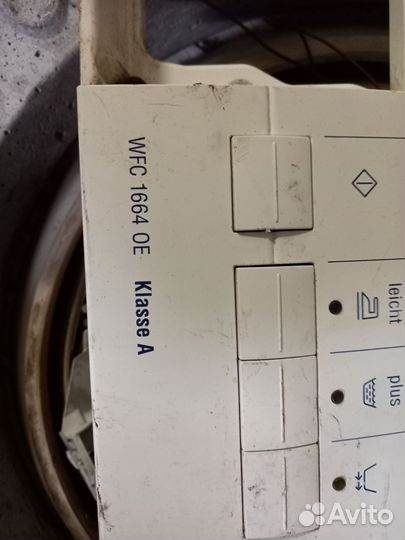 WFC 1664 OE Klasse A
leicht
plus
Avito